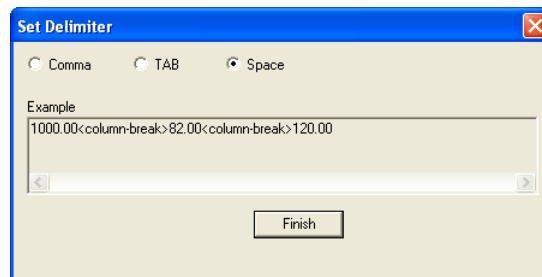 Set Delimiter
Comma TAB Space
Example
1000.00<column-break>82.00<column-break>120.00
Finish